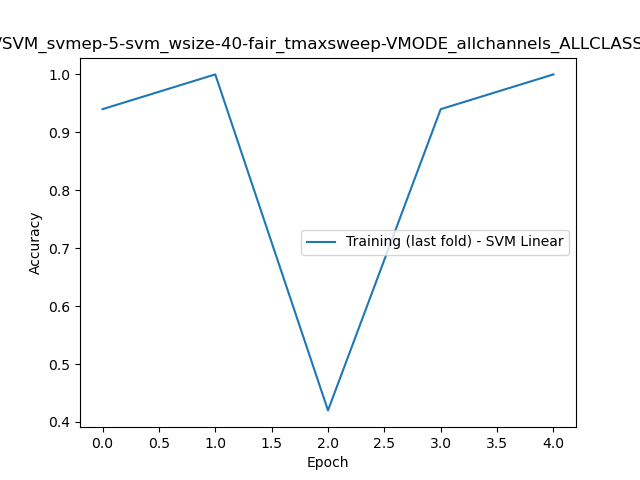 /SVM_svmep-5-svm_wsize-40-fair_tmaxsweep-VMODE_allchannels_ALLCLASS
1.0
0.9
0.8
0.7
0.6
0.5
0.4
Accuracy
Training (last fold) - SVM Linear
0.0 0.5 1.0 1.5 2.0 2.5 3.0 3.5 4.0
Epoch